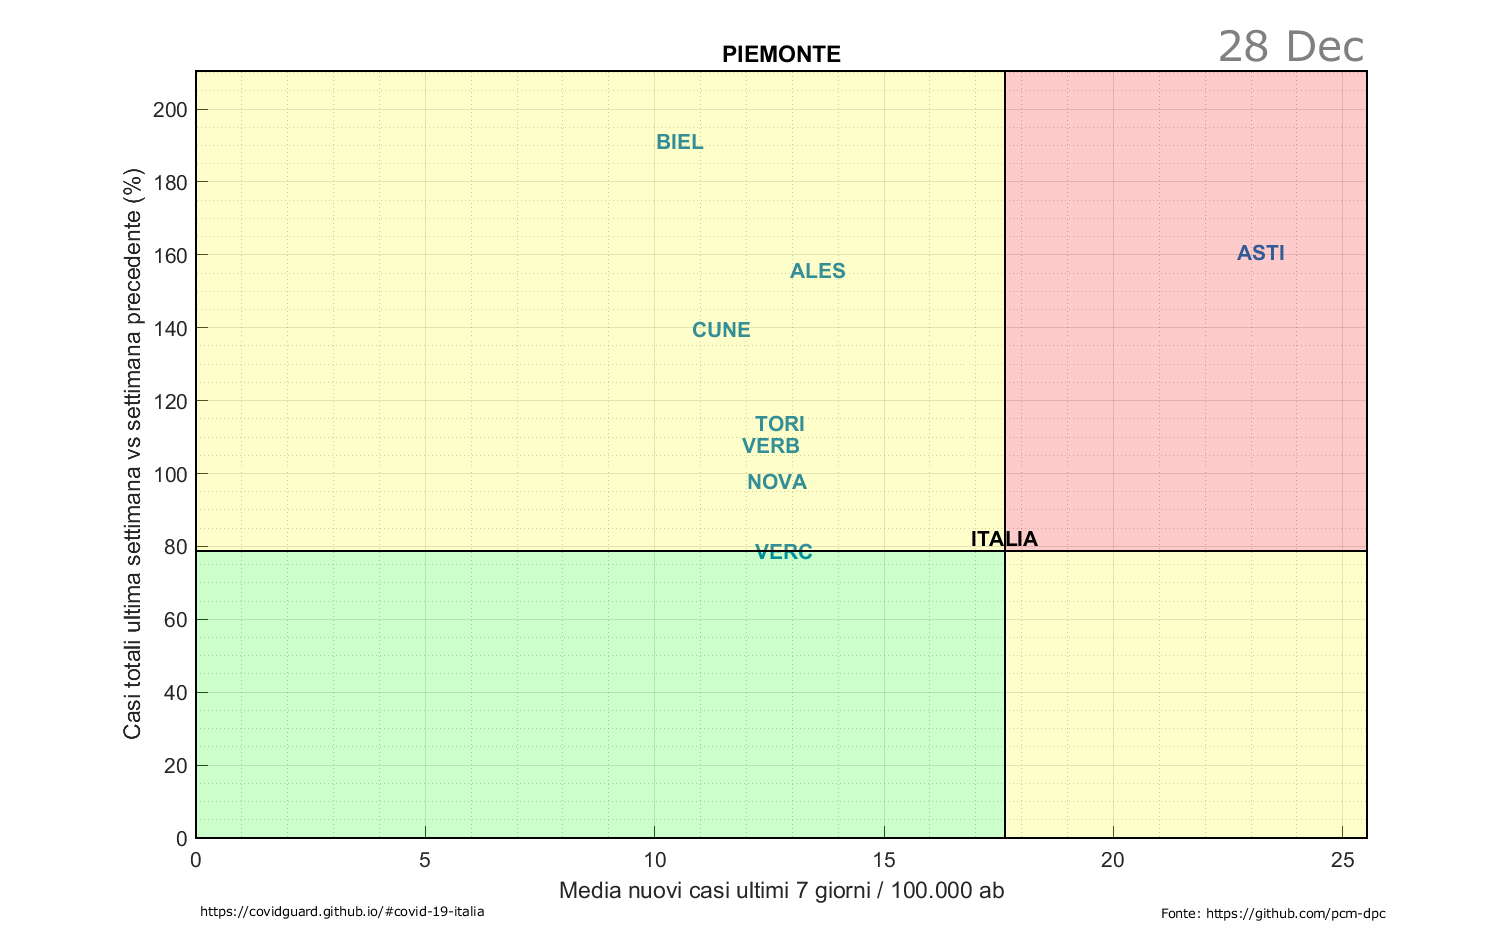 28 Dec
PIEMONTE
Casi totali ultima settimana vs settimana precedente (%)
200
180
160
140
120
100
80
60
40
20
0
BIEL
ASTI
ALES
CUNE
TORI
VERB
NOVA
ITALIA
VERC
0 5 10 15 20 25
Media nuovi casi ultimi 7 giorni / 100.000 ab
https://covidguard.github.io/#covid-19-italia
Fonte: https://github.com/pcm-dpc